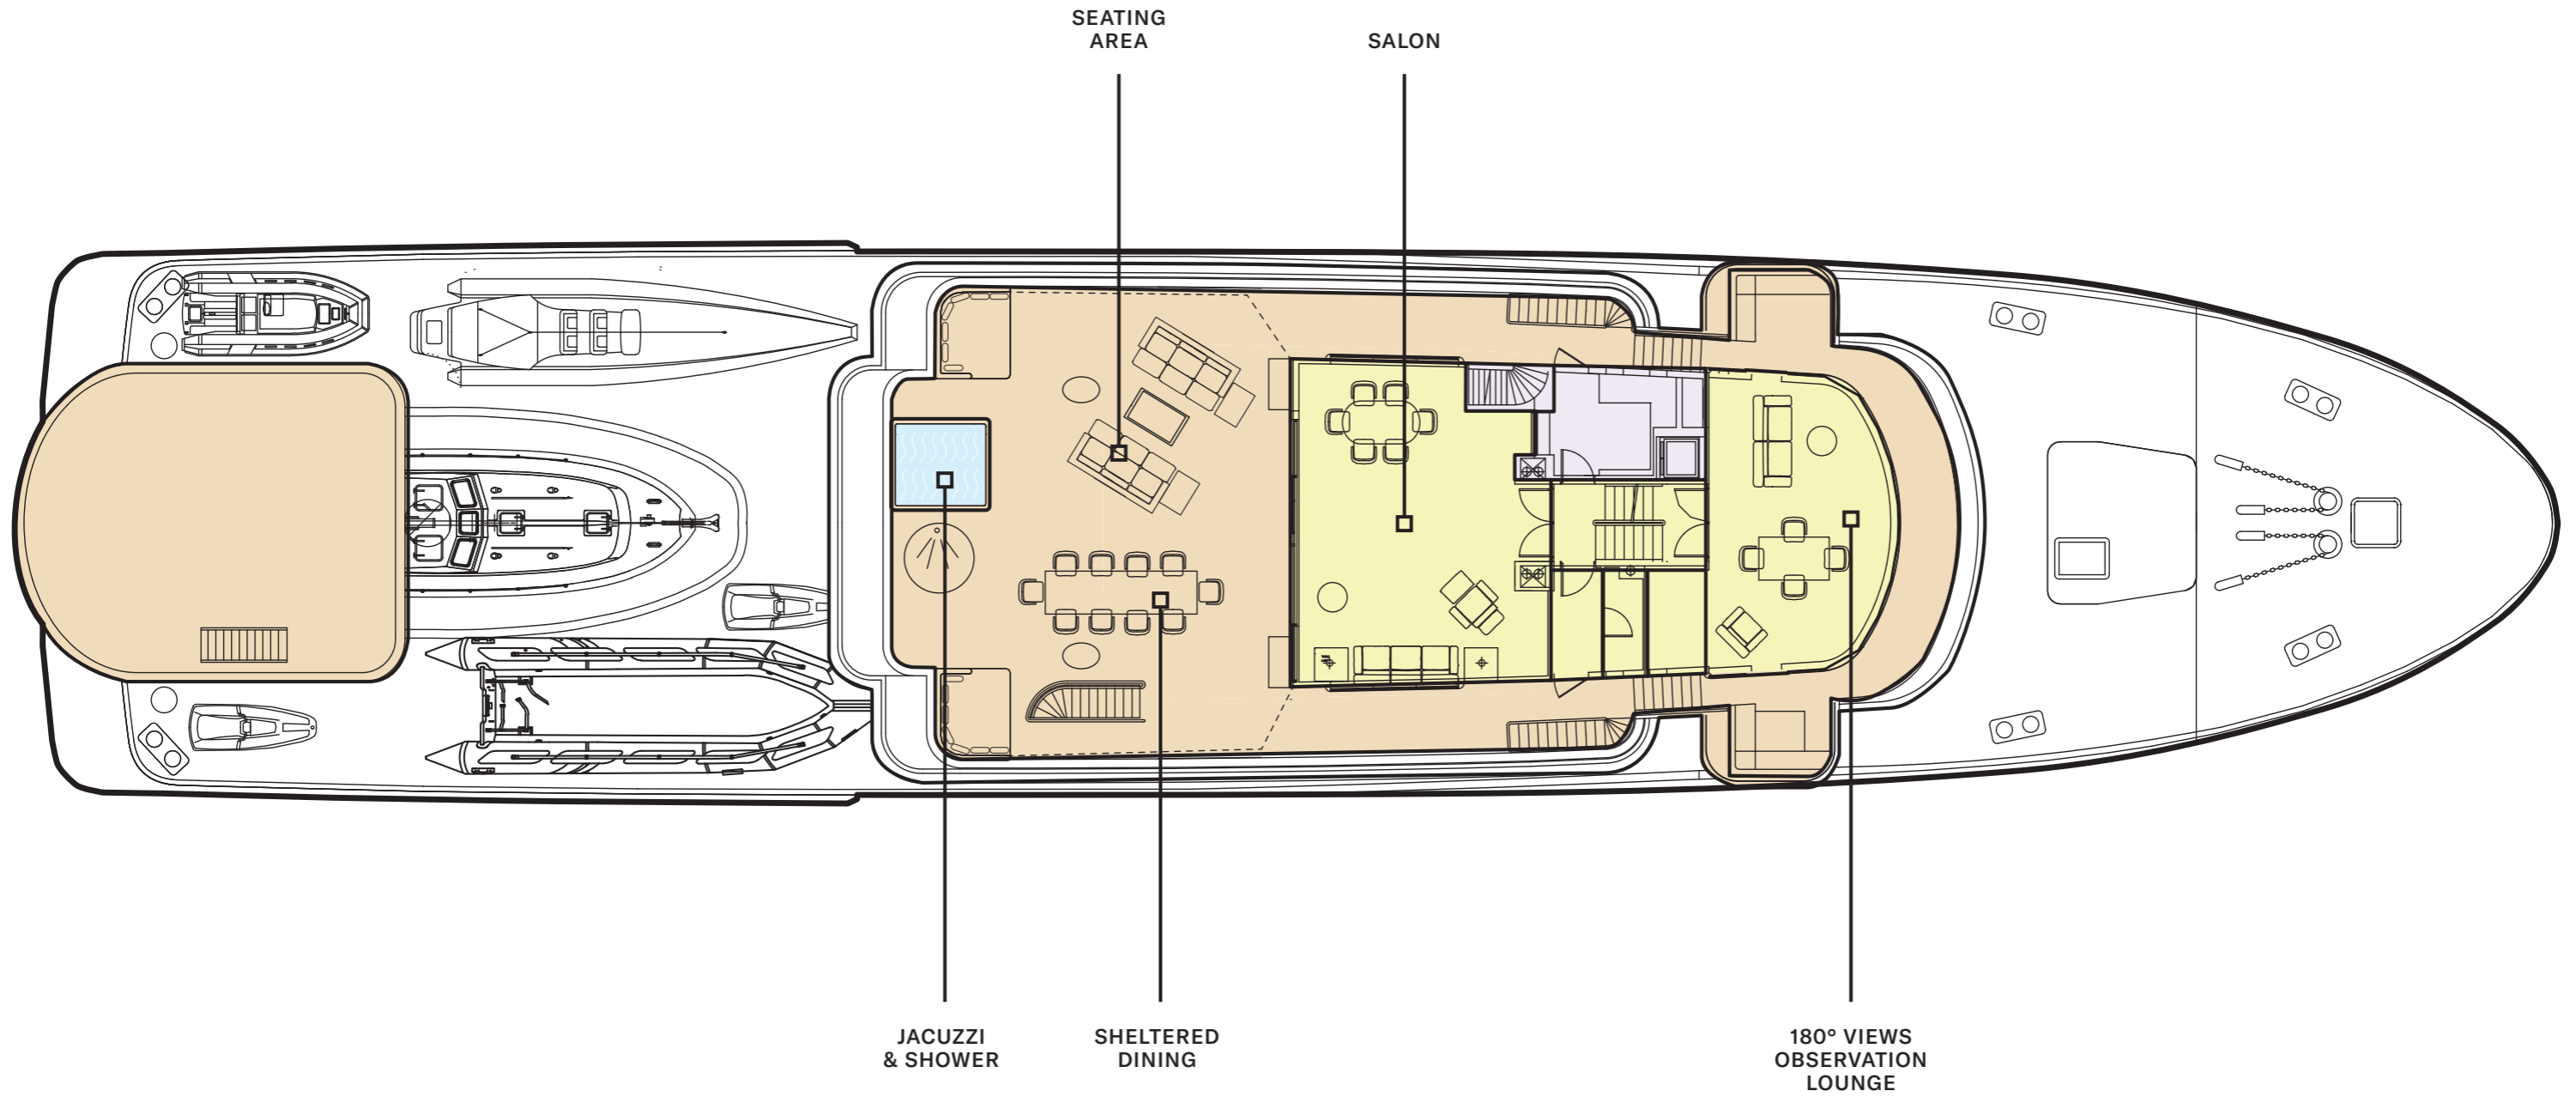 SEATING
AREA
SALON
JACUZZI
& SHOWER
SHELTERED
DINING
180° VIEWS
OBSERVATION
LOUNGE